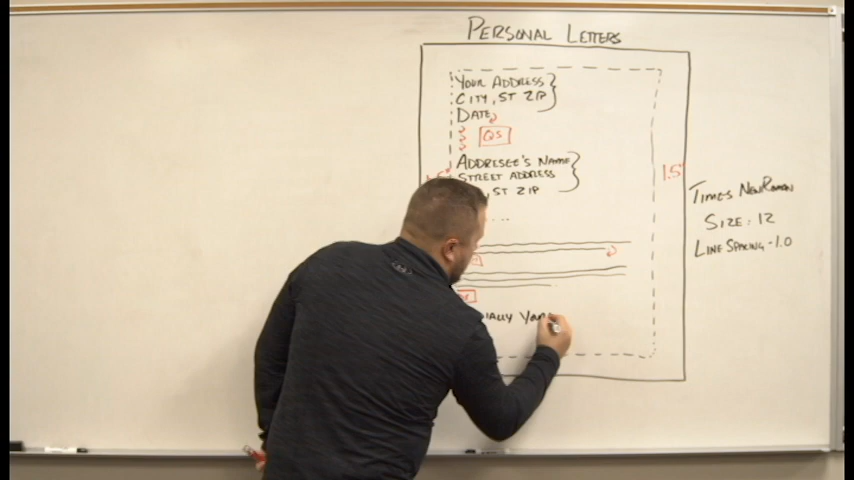 PERSONAL LETTERS
YOUR ADDRESS
CITY, ST ZIP
DATE
QS
ADDRESEE'S NAME
STREET ADDRESS
, ST ZIP
1.5"
TIMES NEW ROMAN
SIZE: 12
LINE SPACING - 1.0